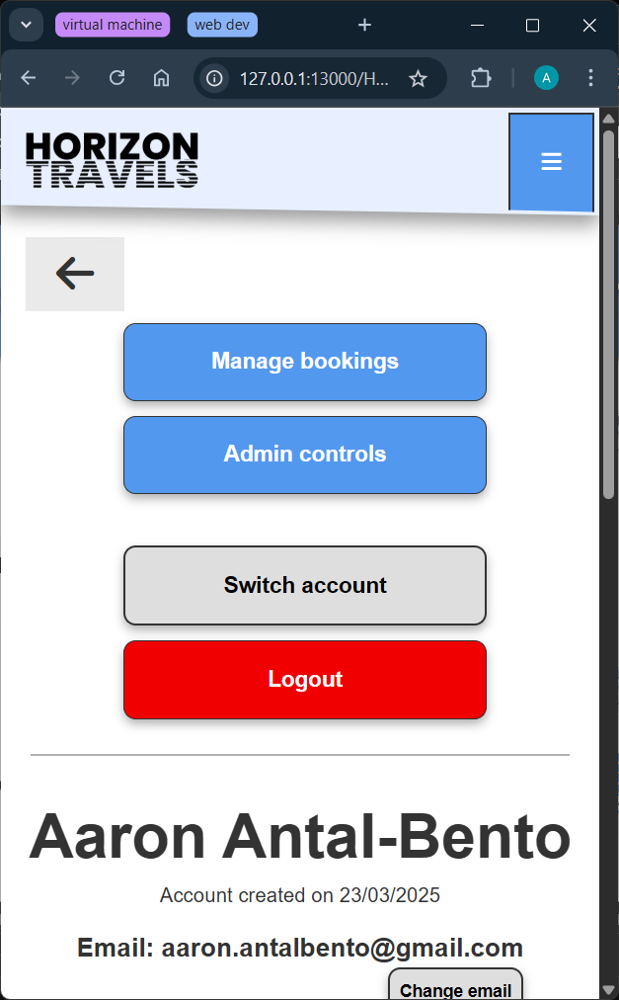 virtual machine web dev
127.0.0.1:13000/H...
A
HORIZON
TRAVELS
Manage bookings
Admin controls
Switch account
Logout
Aaron Antal-Bento
Account created on 23/03/2025
Email: aaron.antalbento@gmail.com
Change email